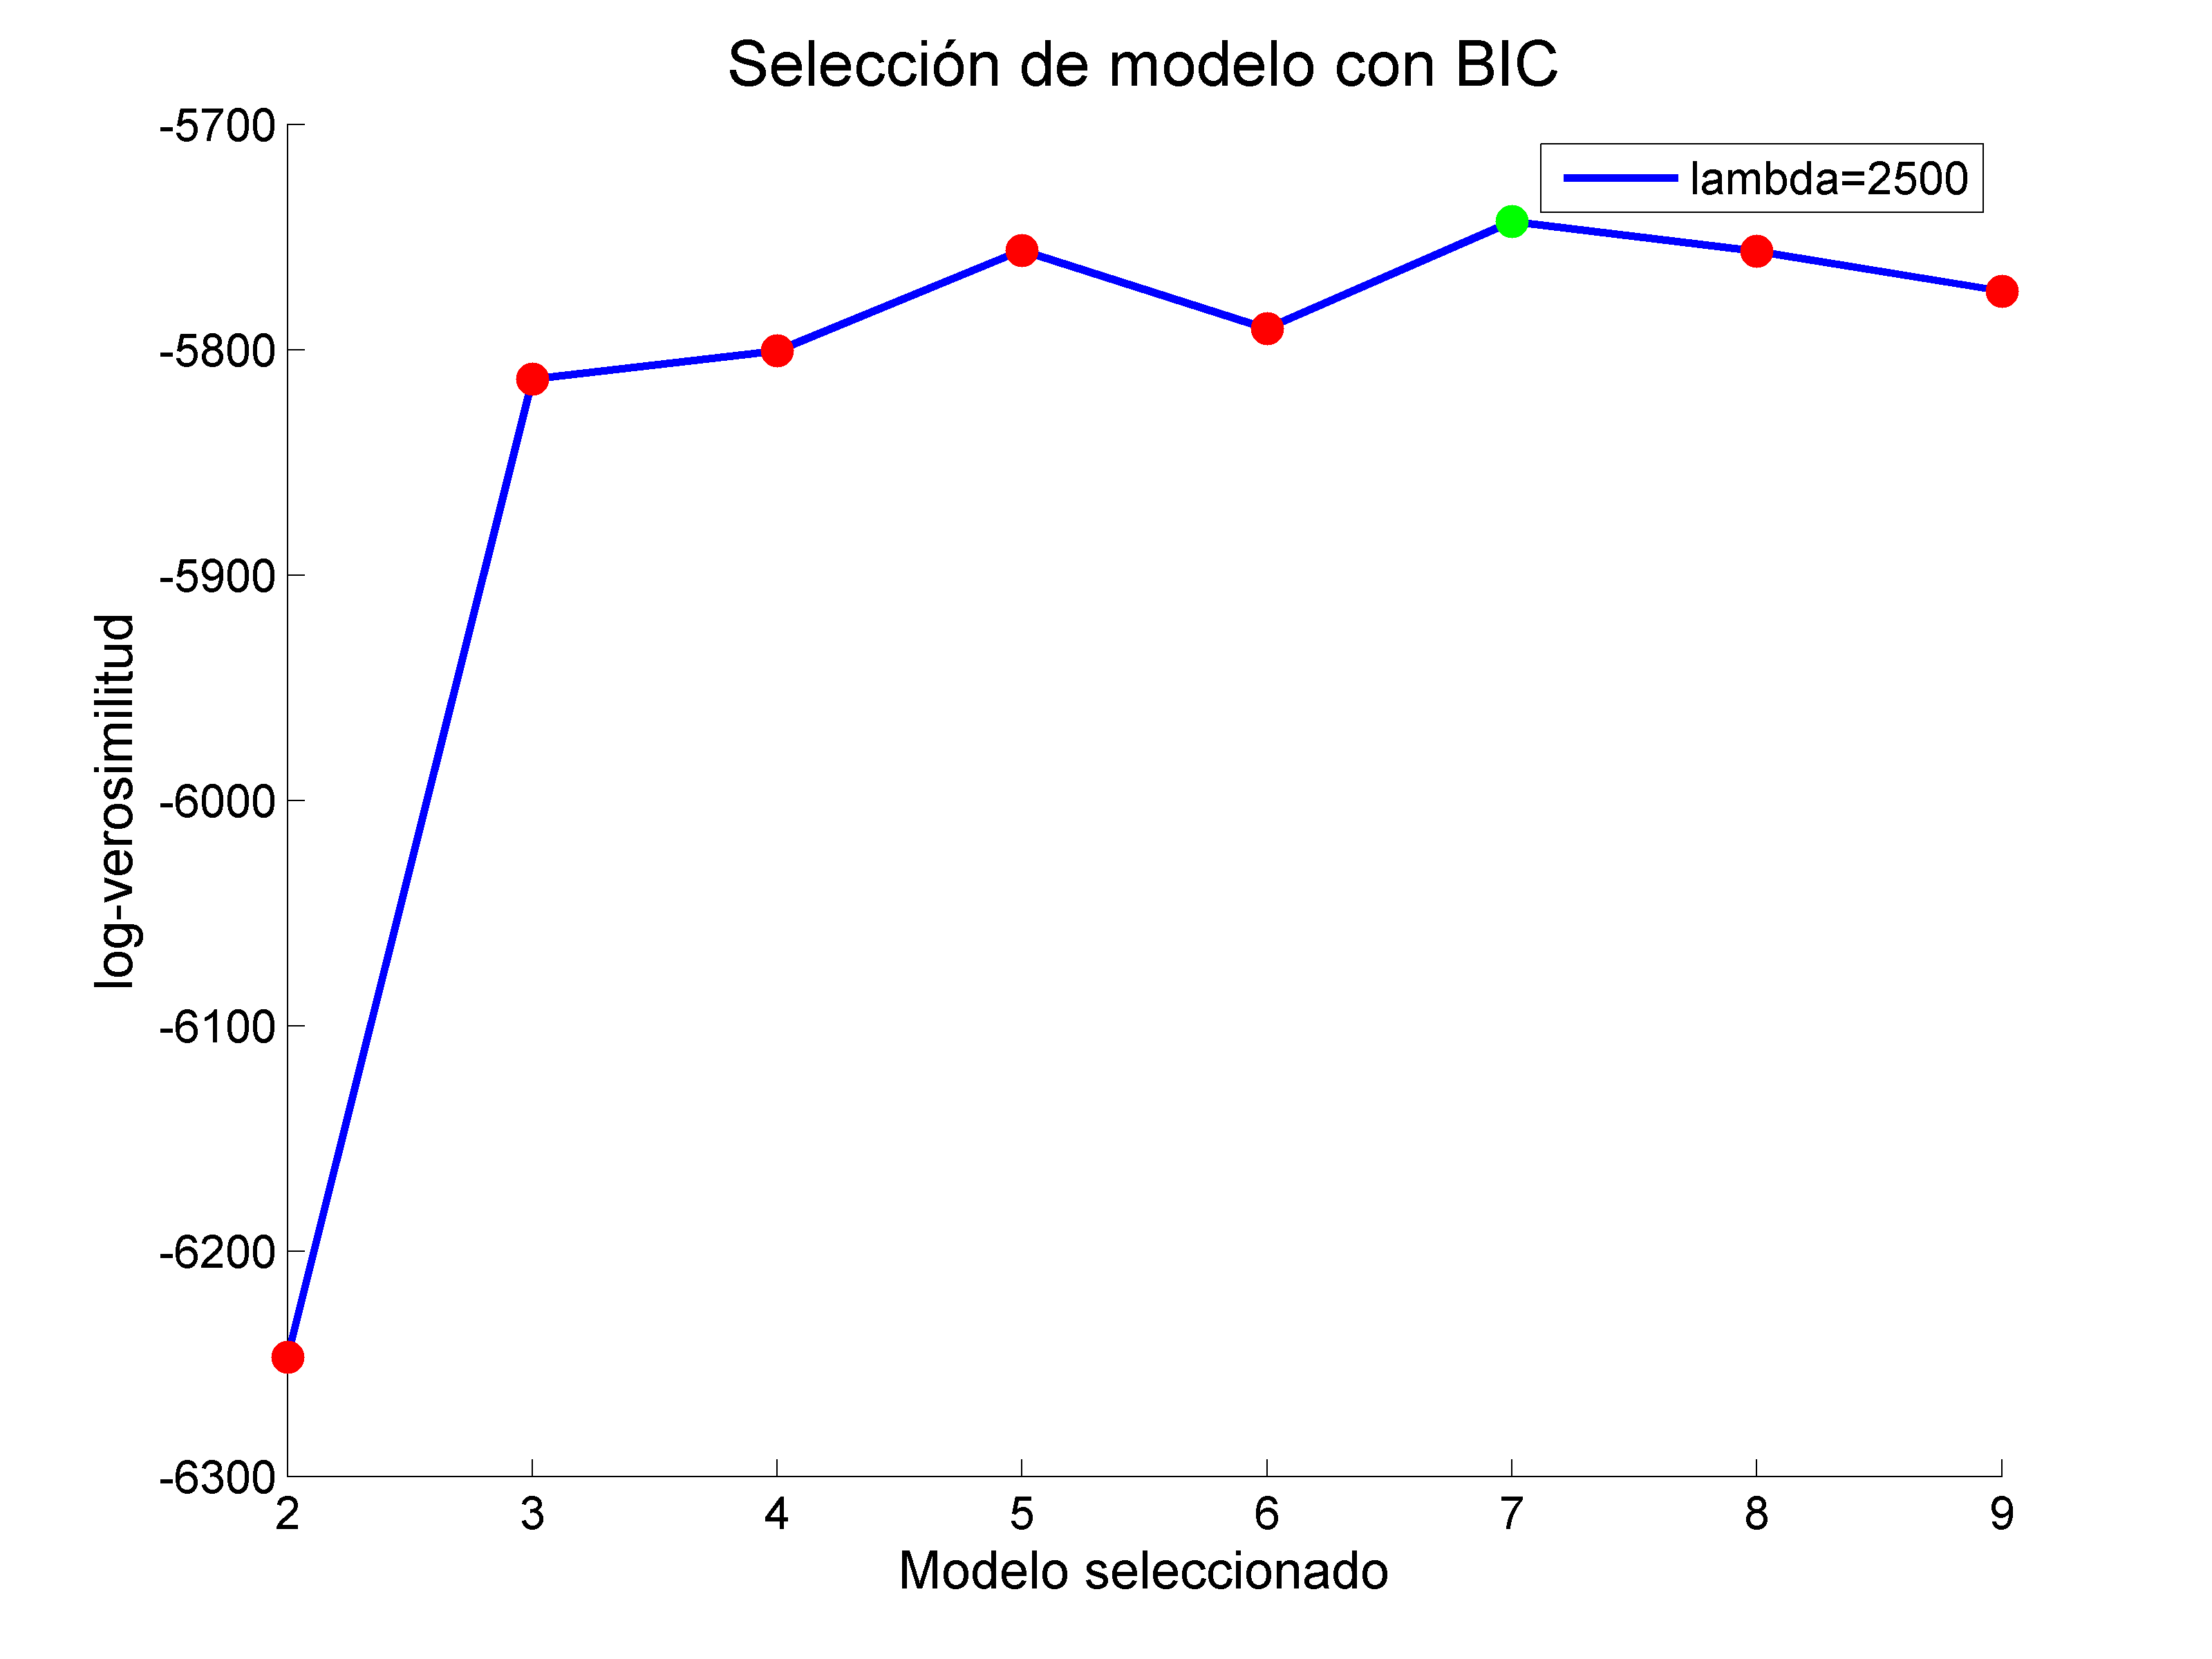 Selección de modelo con BIC
lambda=2500
-5700
-5800
-5900
-6000
-6100
-6200
-6300
log-verosimilitud
2 3 4 5 6 7 8 9
Modelo seleccionado